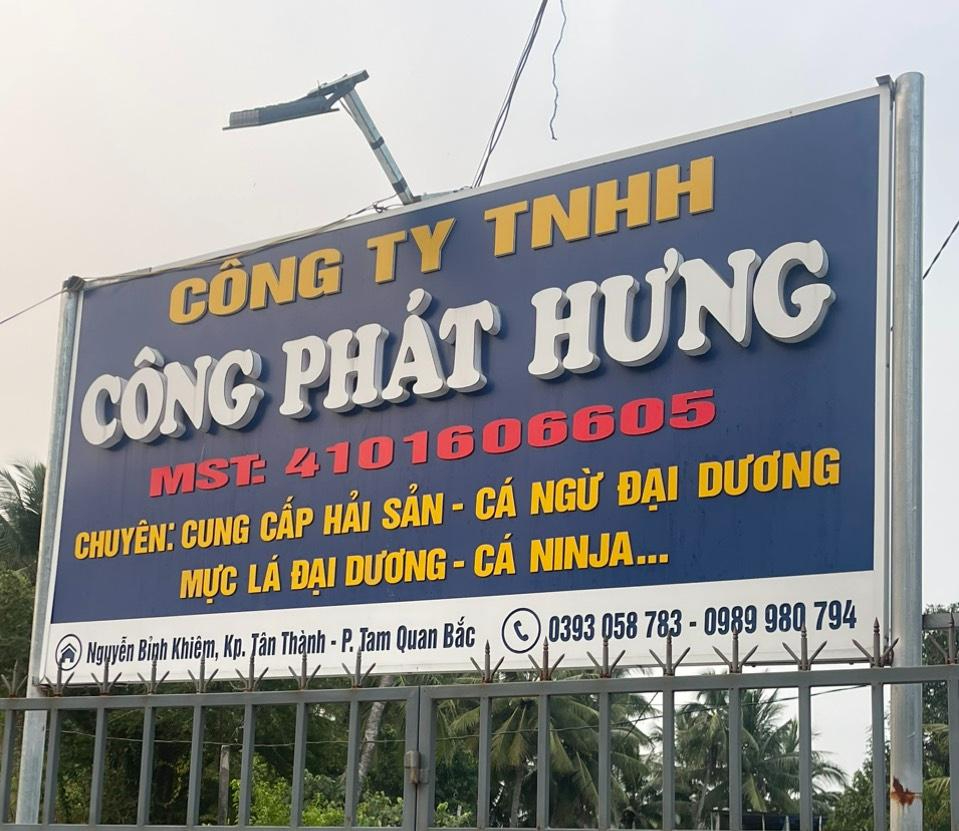 CÔNG TY TNHH
CÔNG PHÁT HƯNG
MST: 4101606605
CHUYÊN: CUNG CẤP HẢI SẢN - CÁ NGỪ ĐẠI DƯƠNG
MỰC LÁ ĐẠI DƯƠNG - CÁ NINJA...
Nguyễn Bỉnh Khiêm, Kp. Tân Thành - P. Tam Quan Bắc
0393 058 783 - 0989 980 794